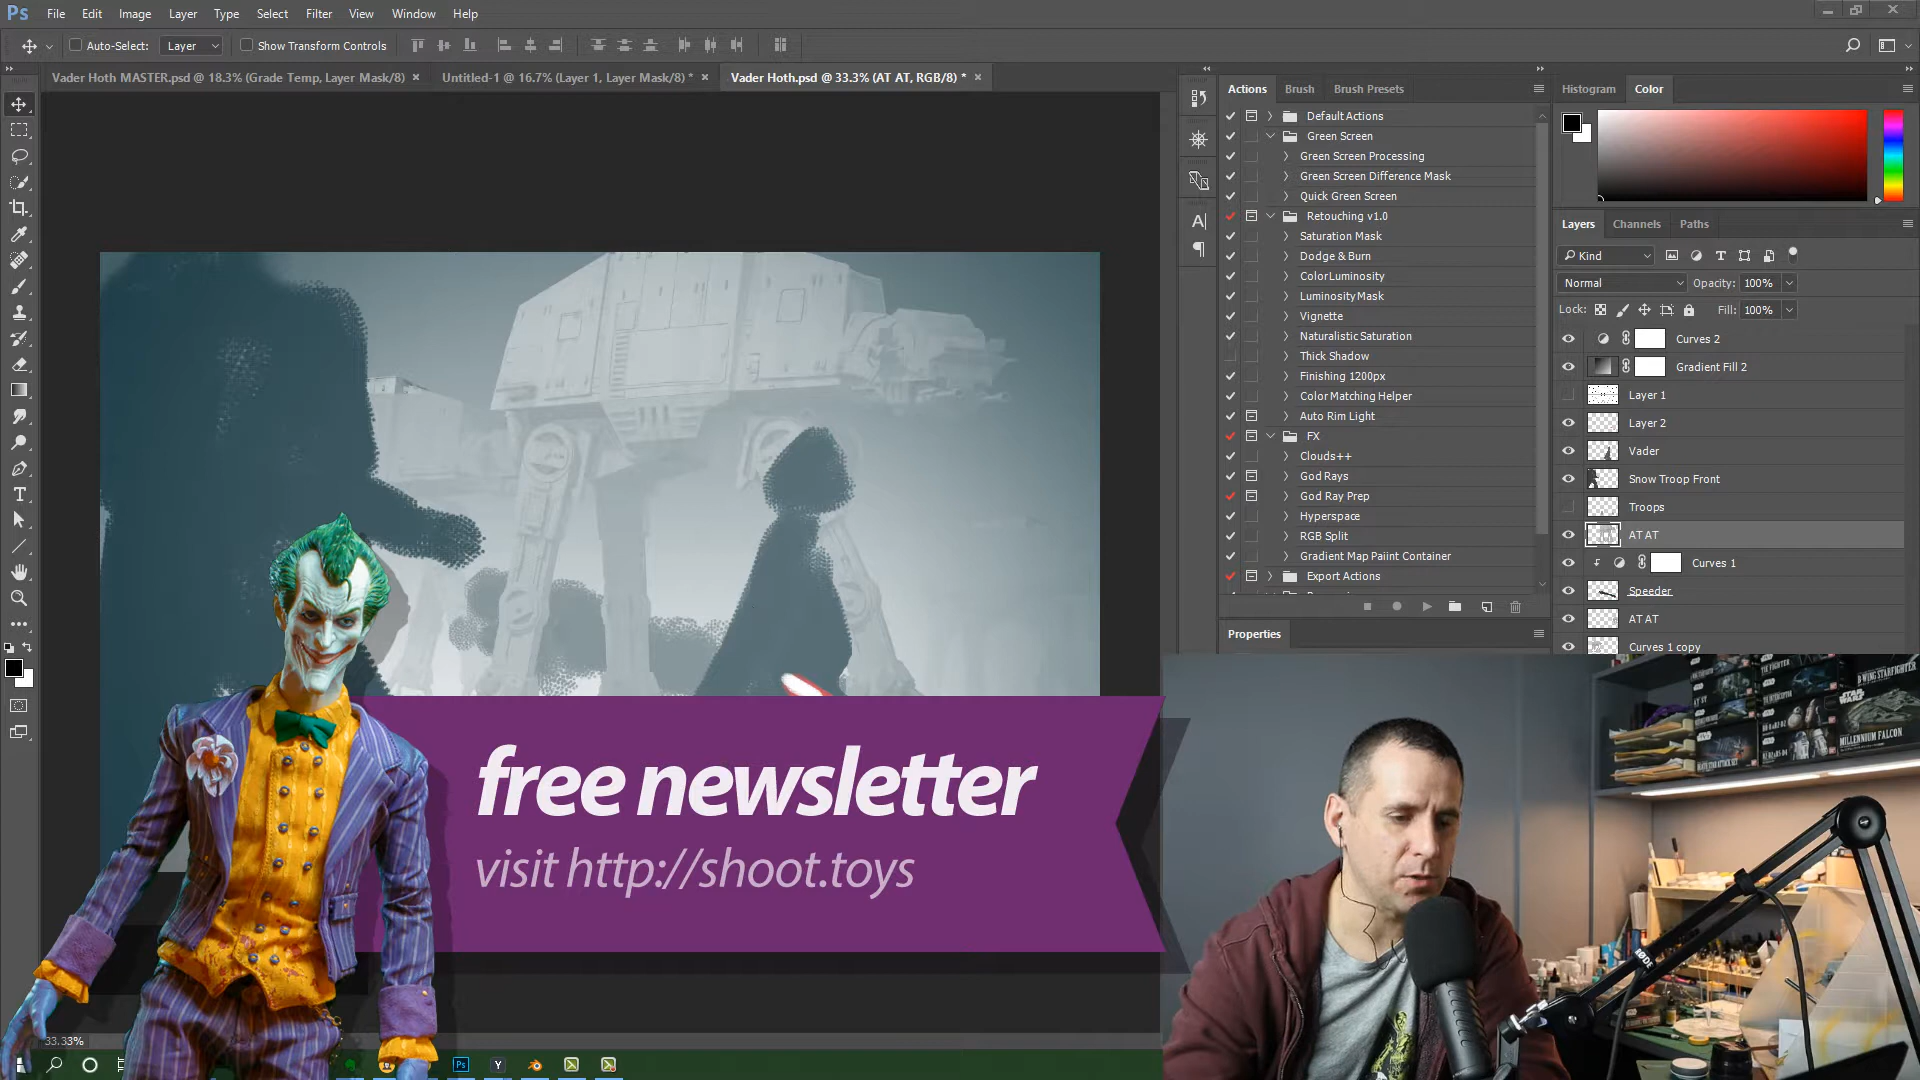 Ps File Edit Image Layer Type Select Filter View Window Help
Auto-Select: Layer Show Transform Controls
Vader Hoth MASTER.psd @ 18.3% (Grade Temp, Layer Mask/8) × Untitled-1 @ 16.7% (Layer 1, Layer Mask/8) * × Vader Hoth.psd @ 33.3% (AT AT, RGB/8) * ×
Actions Brush Brush Presets
Default Actions
Green Screen
Green Screen Processing
Green Screen Difference Mask
Quick Green Screen
Retouching v1.0
Saturation Mask
Dodge & Burn
ColorLuminosity
LuminosityMask
Vignette
Naturalistic Saturation
Thick Shadow
Finishing 1200px
Color Matching Helper
Auto Rim Light
FX
Clouds++
God Rays
God Ray Prep
Hyperspace
RGB Split
Gradient Map Paiint Container
Export Actions
Properties
Histogram Color
Layers Channels Paths
Kind
Normal Opacity: 100%
Lock: Fill: 100%
Curves 2
Gradient Fill 2
Layer 1
Layer 2
Vader
Snow Troop Front
Troops
AT AT
Curves 1
Speeder
AT AT
Curves 1 copy
free newsletter
visit http://shoot.toys
33.33%
Ps
Y
STAR WARS
MILLENNIUM FALCON
RØDE